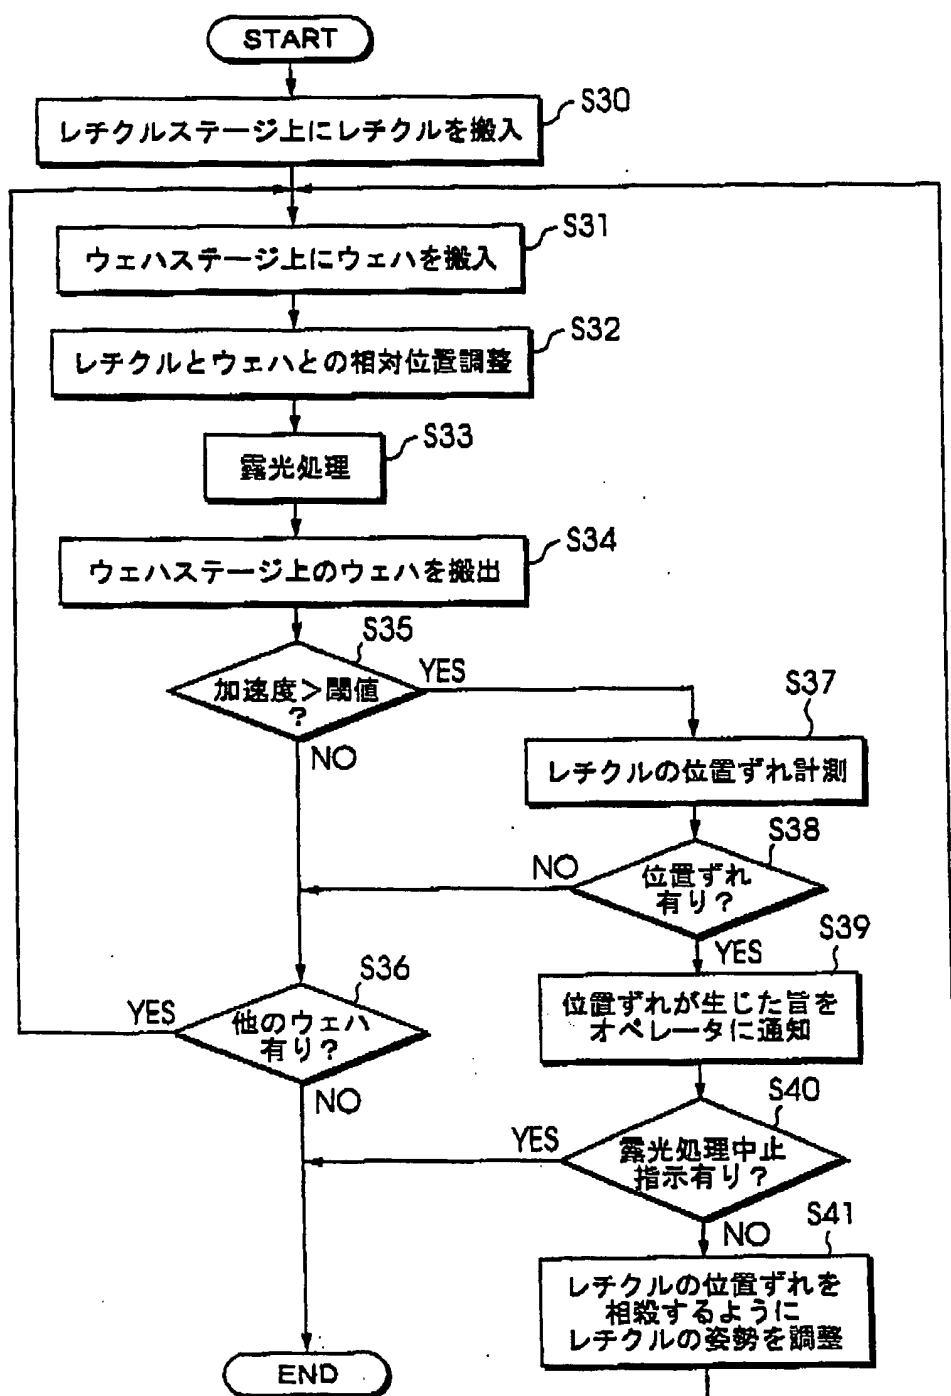 START
S30
レチクルステージ上にレチクルを搬入
S31
ウェハステージ上にウェハを搬入
S32
レチクルとウェハとの相対位置調整
S33
露光処理
S34
ウェハステージ上のウェハを搬出
S35
加速度>閾値
?
YES
NO
S37
レチクルの位置ずれ計測
S38
位置ずれ
有り?
NO
YES
S39
位置ずれが生じた旨を
オペレータに通知
S36
他のウェハ
有り?
YES
NO
S40
露光処理中止
指示有り?
YES
NO
S41
レチクルの位置ずれを
相殺するように
レチクルの姿勢を調整
END